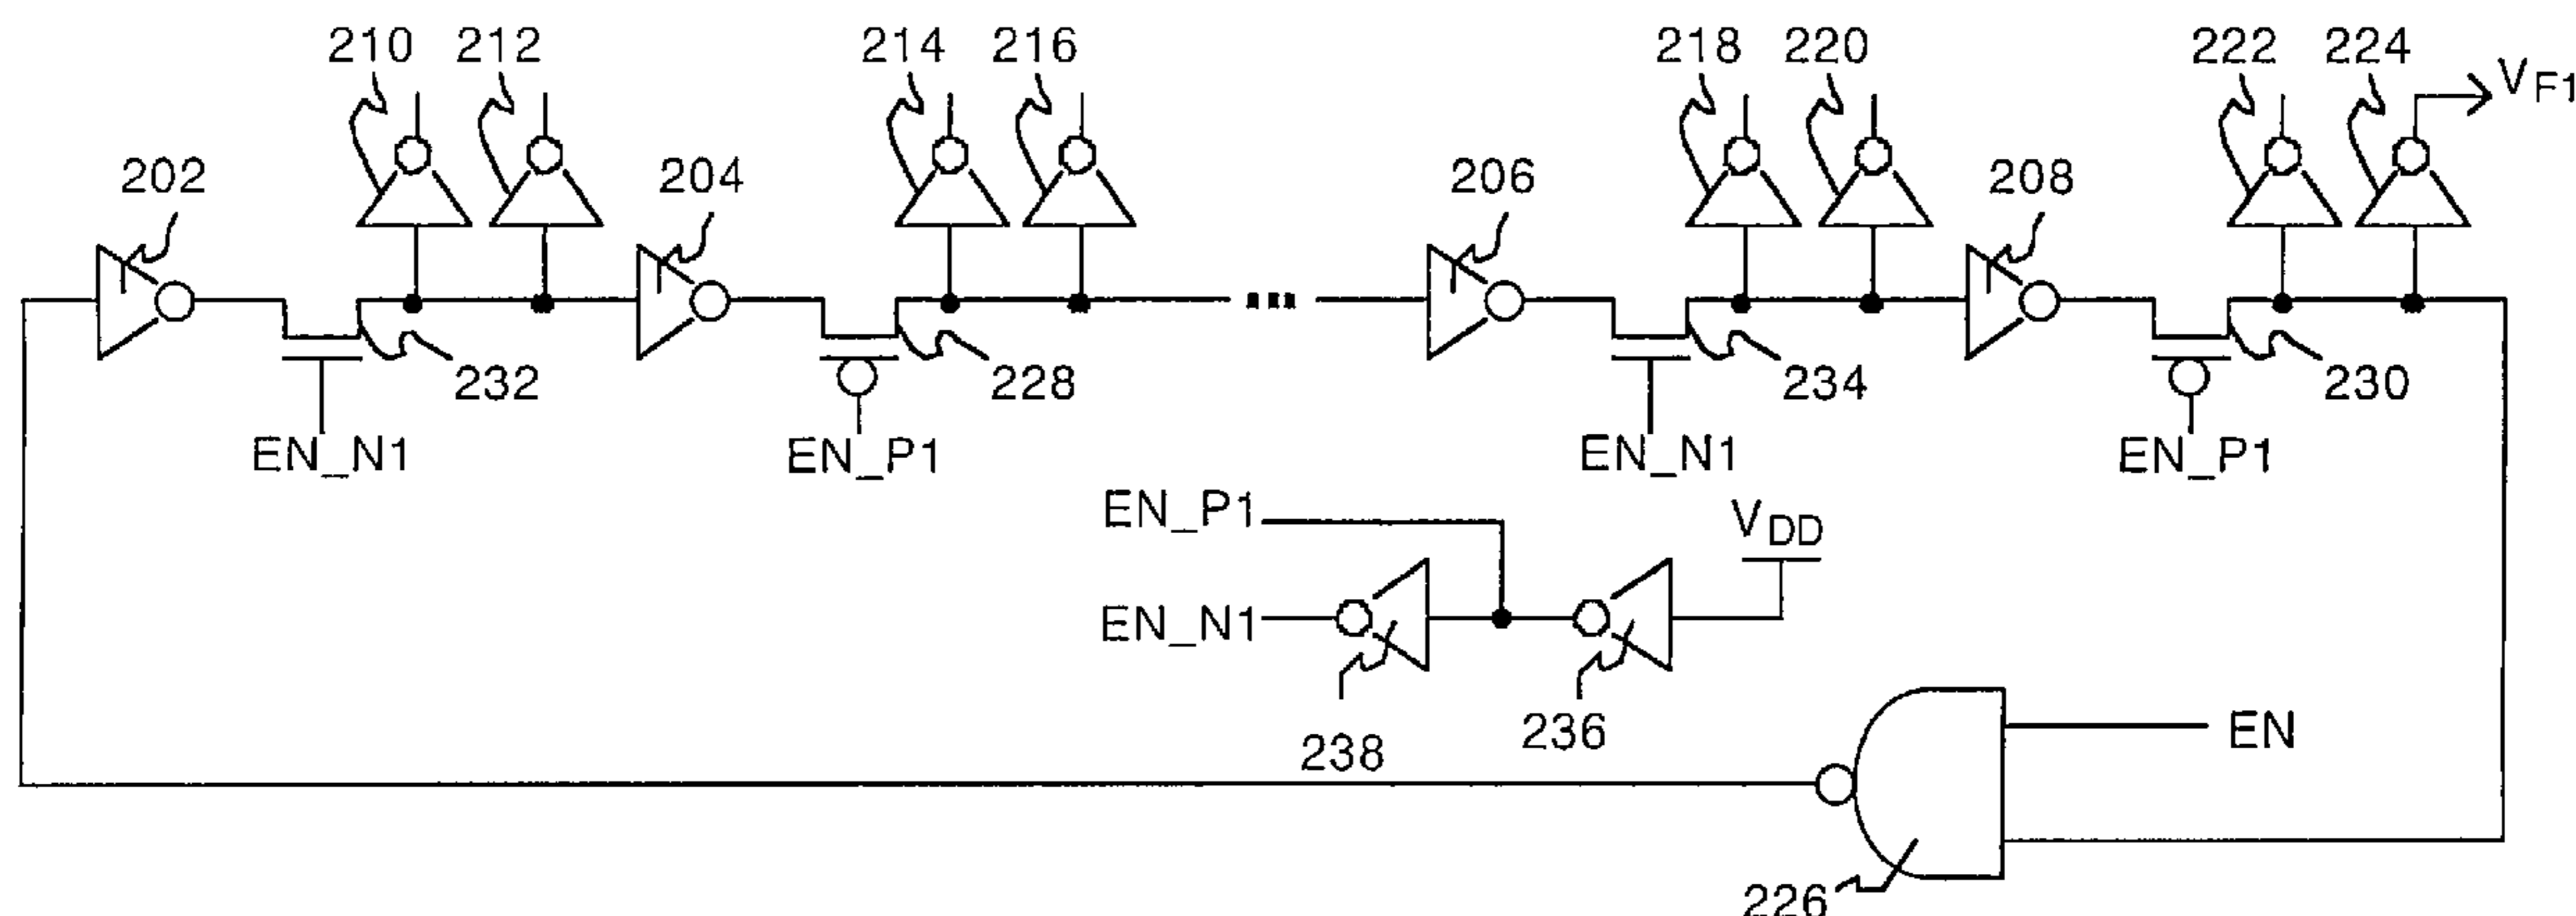 210 212 214 216 218 220 222 224 VF1
202 204 206 208
232 228 234 230
EN_N1 EN_P1 EN_N1 EN_P1
EN_P1 VDD
EN_N1
238 236 EN
226